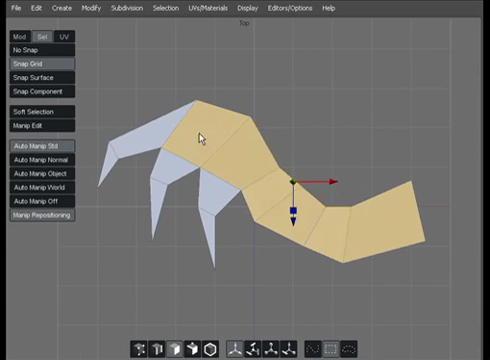 File Edit Create Modify Subdivision Selection UVs/Materials Display Editors/Options Help
Top
Mod Sel UV
No Snap
Snap Grid
Snap Surface
Snap Component
Soft Selection
Manip Edit
Auto Manip Std
Auto Manip Normal
Auto Manip Object
Auto Manip World
Auto Manip Off
Manip Repositioning